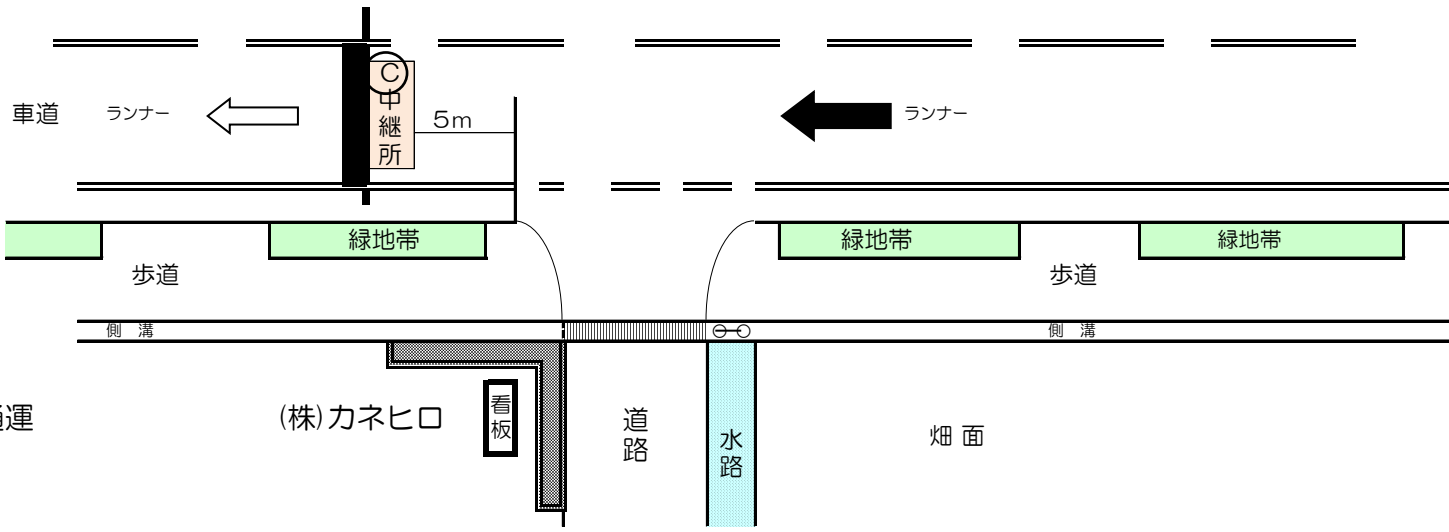 Ⓒ
中継所
車道
ランナー
5m
ランナー
緑地帯
緑地帯
緑地帯
歩道
歩道
側 溝
側 溝
運
(株)カネヒロ
看板
道路
水路
畑 面